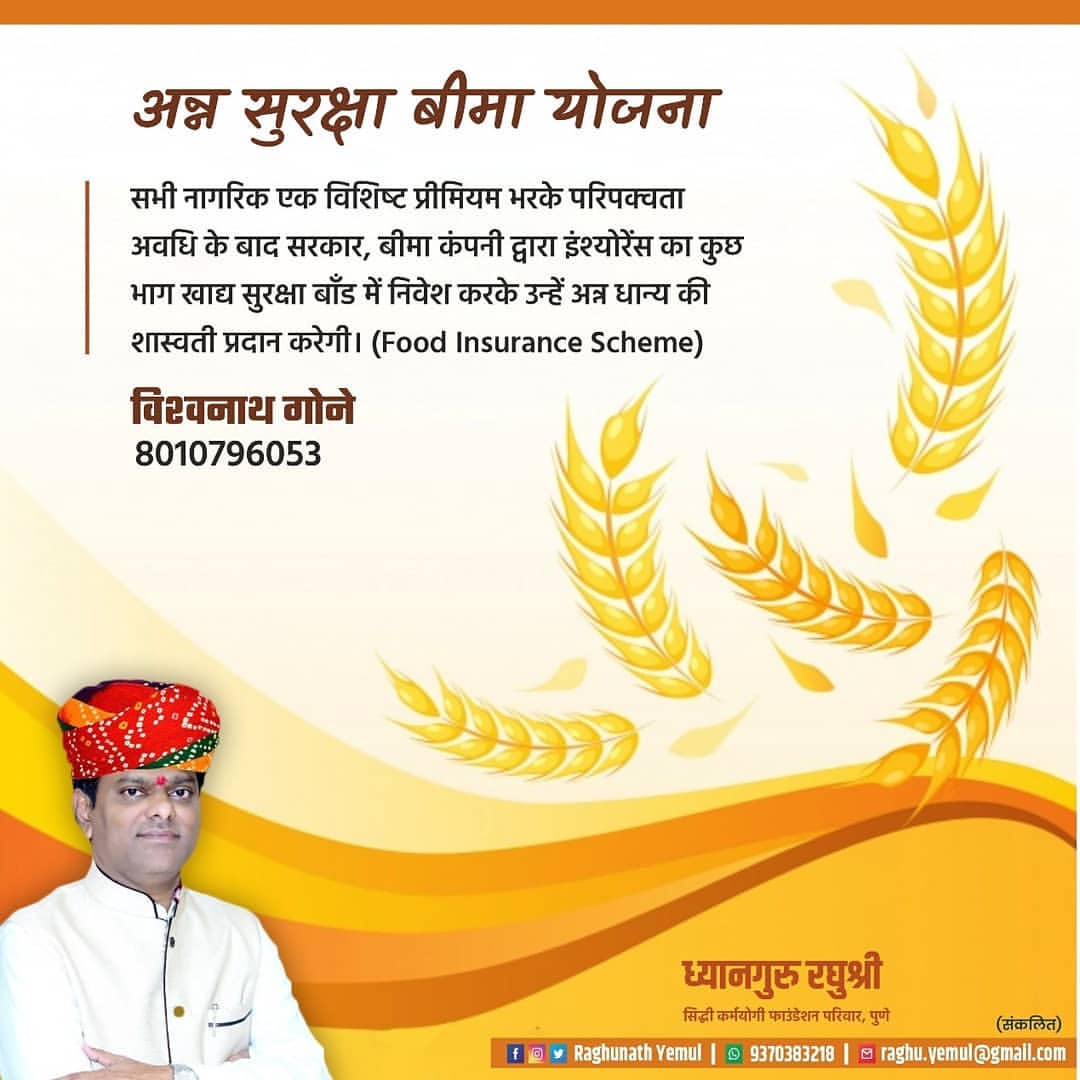 अन्न सुरक्षा बीमा योजना
सभी नागरिक एक विशिष्ट प्रीमियम भरके परिपक्वता
अवधि के बाद सरकार, बीमा कंपनी द्वारा इंश्योरेंस का कुछ
भाग खाद्य सुरक्षा बाँड में निवेश करके उन्हें अन्न धान्य की
शास्वती प्रदान करेगी। (Food Insurance Scheme)
विश्वनाथ गोने
8010796053
ध्यानगुरु रघुश्री
सिद्धी कर्मयोगी फाउंडेशन परिवार, पुणे
(संकलित)
Raghunath Yemul | 9370383218 | raghu.yemul@gmail.com